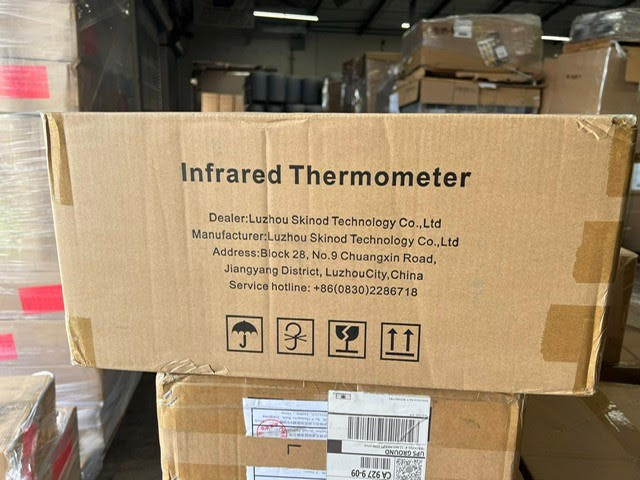 Infrared Thermometer
Dealer:Luzhou Skinod Technology Co.,Ltd
Manufacturer:Luzhou Skinod Technology Co.,Ltd
Address:Block 28, No.9 Chuangxin Road,
Jiangyang District, LuzhouCity,China
Service hotline: +86(0830)2286718
UPS GROUND
CA 927 9-09